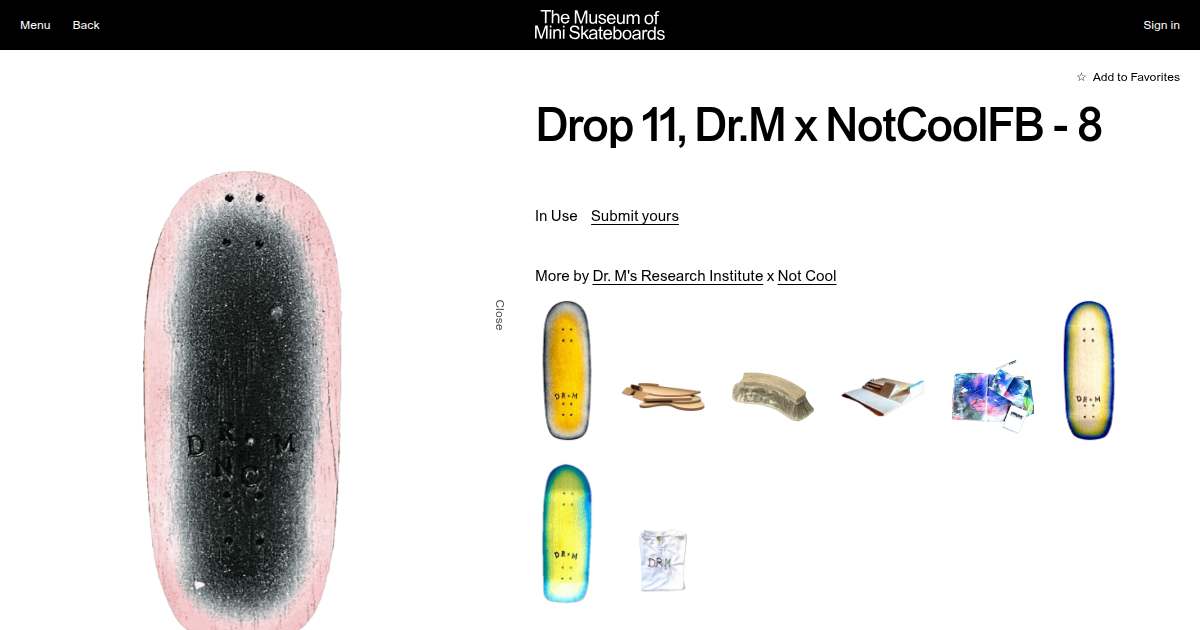 Menu
Back
The Museum of
Mini Skateboards
Sign in
☆ Add to Favorites
Drop 11, Dr.M x NotCoolFB - 8
In Use Submit yours
More by Dr. M's Research Institute x Not Cool
Close
DR•M
NC
DR•M
DR•M
DR•M
DRM